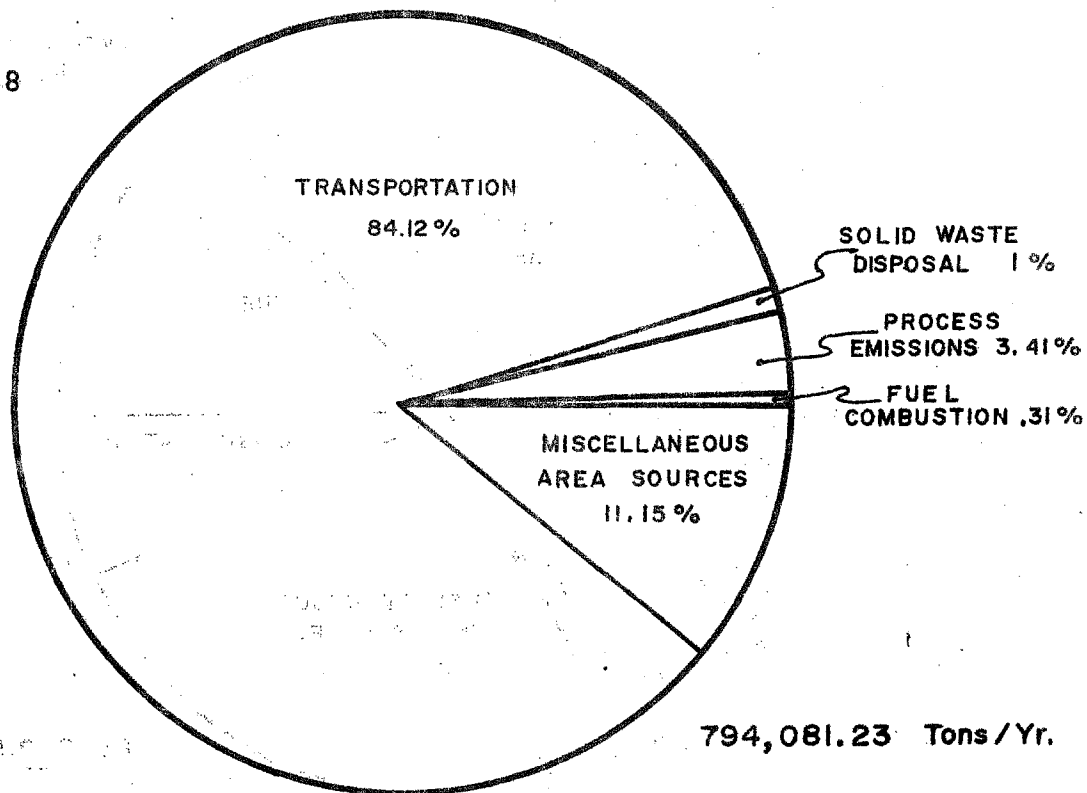 8
TRANSPORTATION
84.12%
SOLID WASTE
DISPOSAL 1%
PROCESS
EMISSIONS 3.41%
FUEL
COMBUSTION .31%
MISCELLANEOUS
AREA SOURCES
11.15%
794,081.23 Tons/Yr.